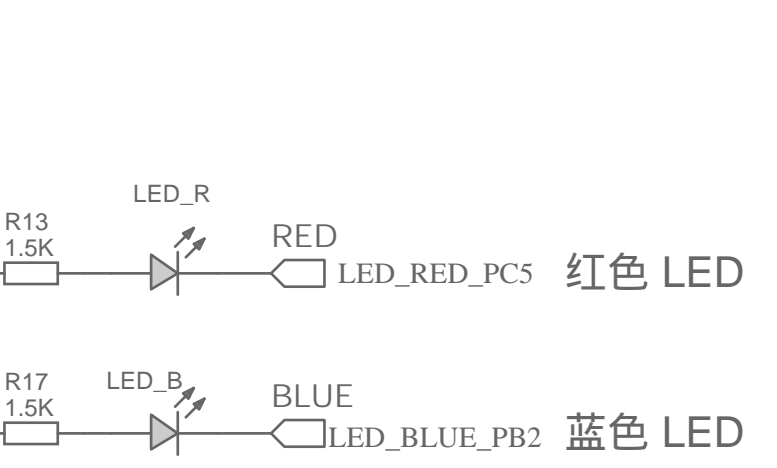 LED_R
R13
1.5K
RED
LED_RED_PC5
红色 LED
R17
1.5K
LED_B
BLUE
LED_BLUE_PB2
蓝色 LED